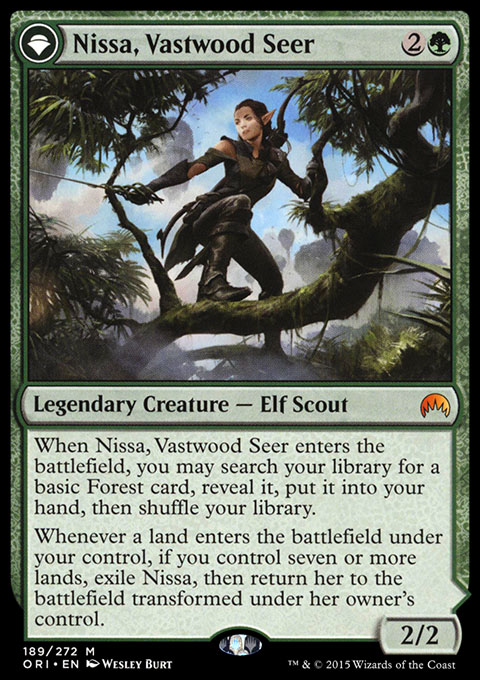 Nissa, Vastwood Seer 2
Legendary Creature — Elf Scout
When Nissa, Vastwood Seer enters the
battlefield, you may search your library for a
basic Forest card, reveal it, put it into your
hand, then shuffle your library.
Whenever a land enters the battlefield under
your control, if you control seven or more
lands, exile Nissa, then return her to the
battlefield transformed under her owner's
control.
2/2
189/272 M
ORI • EN Wesley Burt
™ & © 2015 Wizards of the Coast